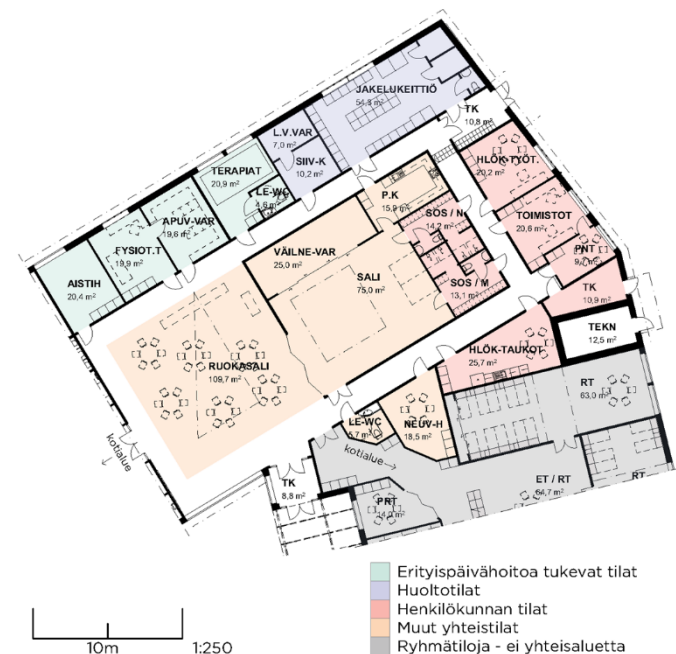 JAKELUKEITTIÖ
54,3 m²
TK
10,8 m²
L.V.VAR
7,0 m²
SIIV-K
10,2 m²
HLÖK-TYÖT.
20,2 m²
TERAPIAT
20,9 m²
LE-WC
4,6 m²
P.K
15,9 m²
APUV-VAR
19,6 m²
SOS / N
14,2 m²
TOIMISTOT
20,6 m²
FYSIOT.T
19,9 m²
VÄILNE-VAR
25,0 m²
SALI
75,0 m²
PNT
AISTIH
20,4 m²
SOS / M
13,1 m²
TK
10,9 m²
TEKN
12,5 m²
HLÖK-TAUKOT
25,7 m²
RUOKASALI
109,7 m²
RT
63,0 m²
LE-WC
5,7 m²
NEUV-H
18,5 m²
kotialue
kotialue
TK
8,8 m²
ET / RT
RT
PRT
10m
1:250
Erityispäivähoitoa tukevat tilat
Huoltotilat
Henkilökunnan tilat
Muut yhteistilat
Ryhmätiloja - ei yhteisaluetta